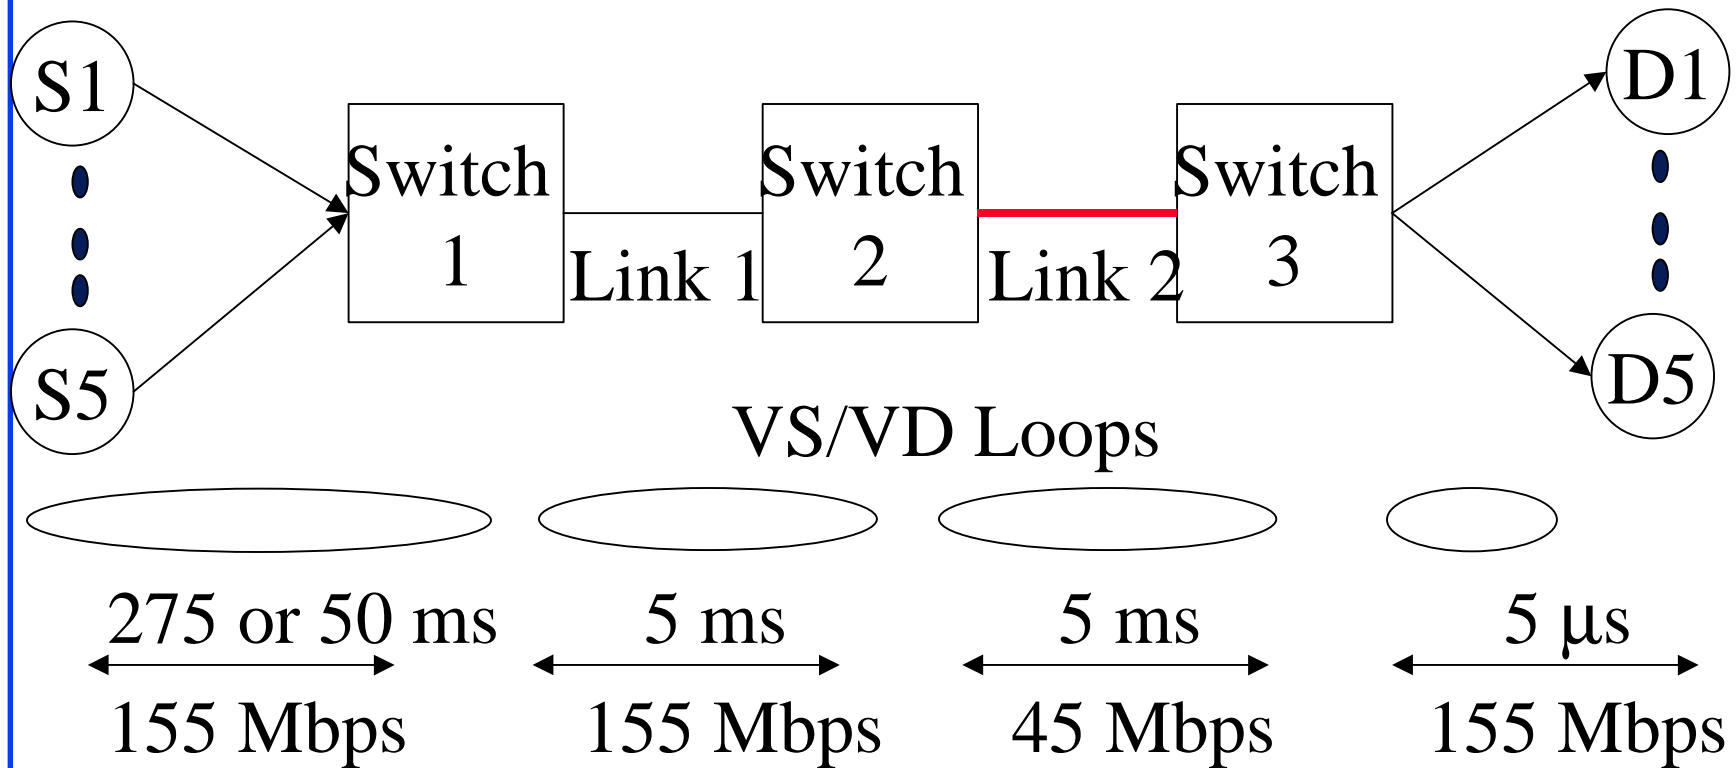 S1
D1
Switch
1
Switch
2
Switch
3
Link 1
Link 2
S5
D5
VS/VD Loops
275 or 50 ms
5 ms
5 ms
5 μs
155 Mbps
155 Mbps
45 Mbps
155 Mbps